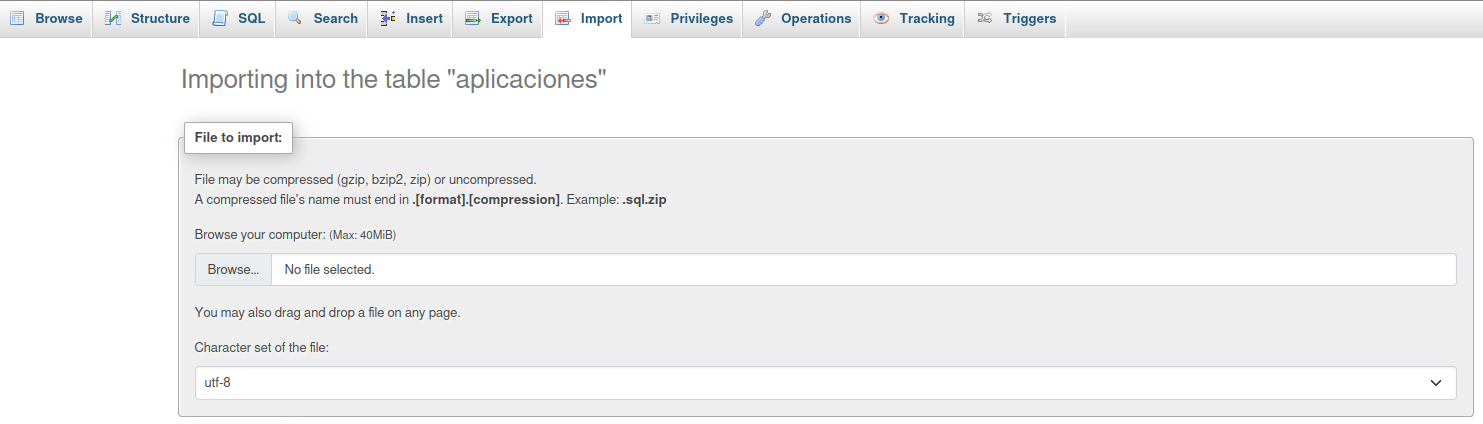 Browse Structure SQL Search Insert Export Import Privileges Operations Tracking Triggers
Importing into the table "aplicaciones"
File to import:
File may be compressed (gzip, bzip2, zip) or uncompressed.
A compressed file's name must end in .[format].[compression]. Example: .sql.zip
Browse your computer: (Max: 40MiB)
Browse... No file selected.
You may also drag and drop a file on any page.
Character set of the file:
utf-8